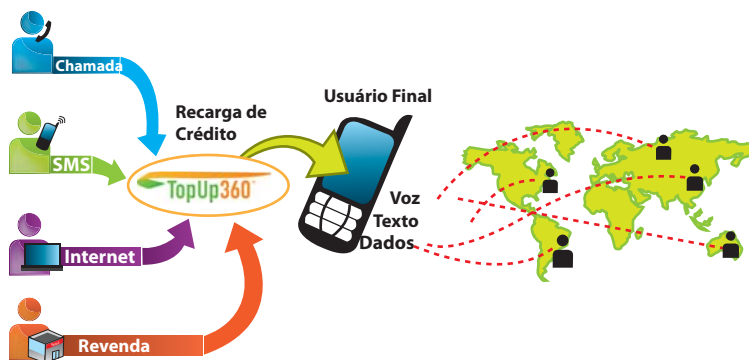 Chamada
SMS
Internet
Revenda
Recarga de
Crédito
TopUp360
Usuário Final
Voz
Texto
Dados